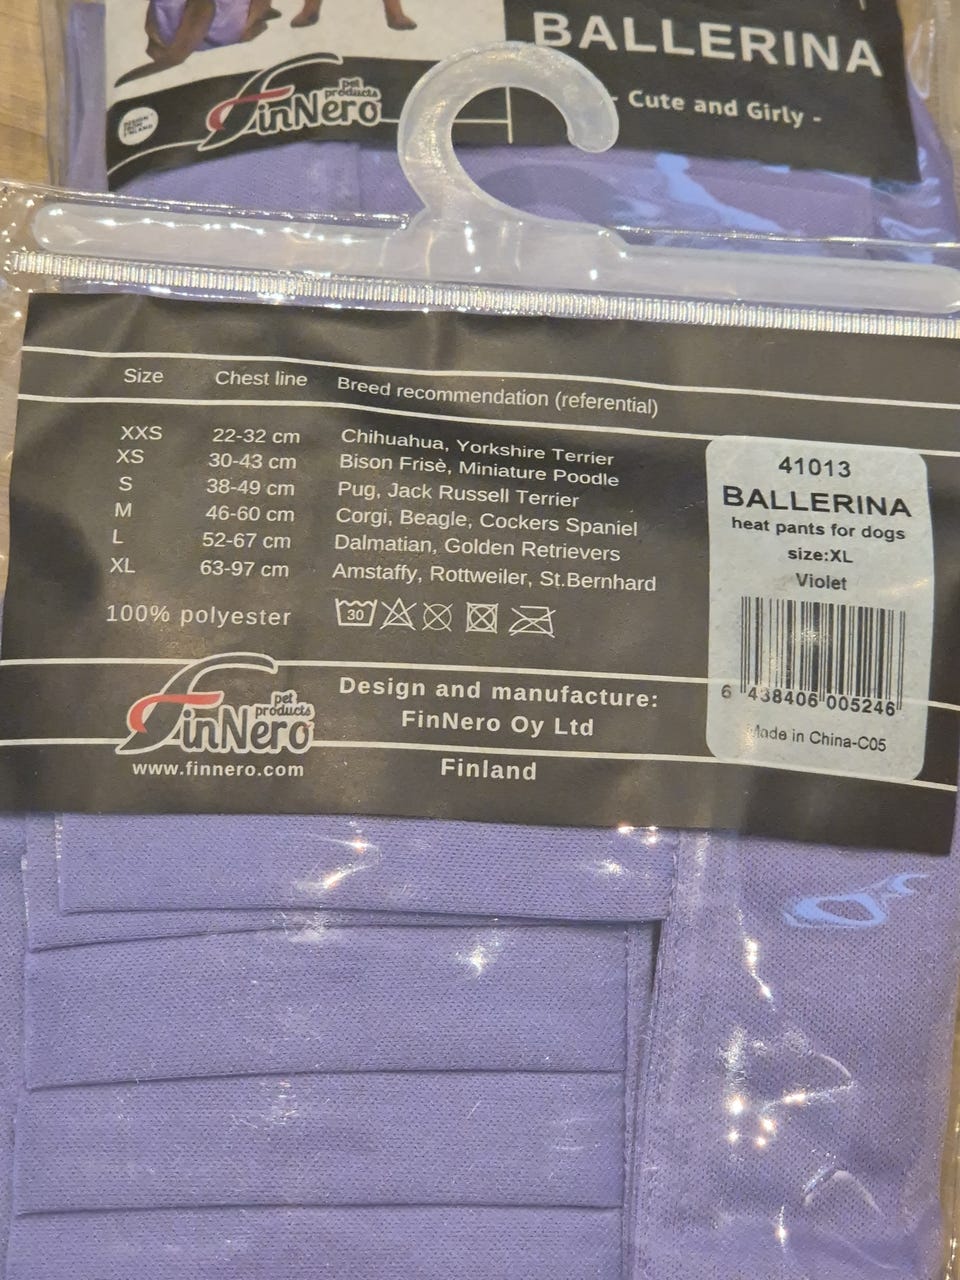 BALLERINA
- Cute and Girly -
FinNero
pet
products
DESIGN
FROM
FINLAND
Size Chest line Breed recommendation (referential)
XXS 22-32 cm Chihuahua, Yorkshire Terrier
XS 30-43 cm Bison Frisè, Miniature Poodle
S 38-49 cm Pug, Jack Russell Terrier
M 46-60 cm Corgi, Beagle, Cockers Spaniel
L 52-67 cm Dalmatian, Golden Retrievers
XL 63-97 cm Amstaffy, Rottweiler, St.Bernhard
100% polyester 30
41013
BALLERINA
heat pants for dogs
size:XL
Violet
6 438406 005246
Made in China-C05
FinNero
pet
products
www.finnero.com
Design and manufacture:
FinNero Oy Ltd
Finland